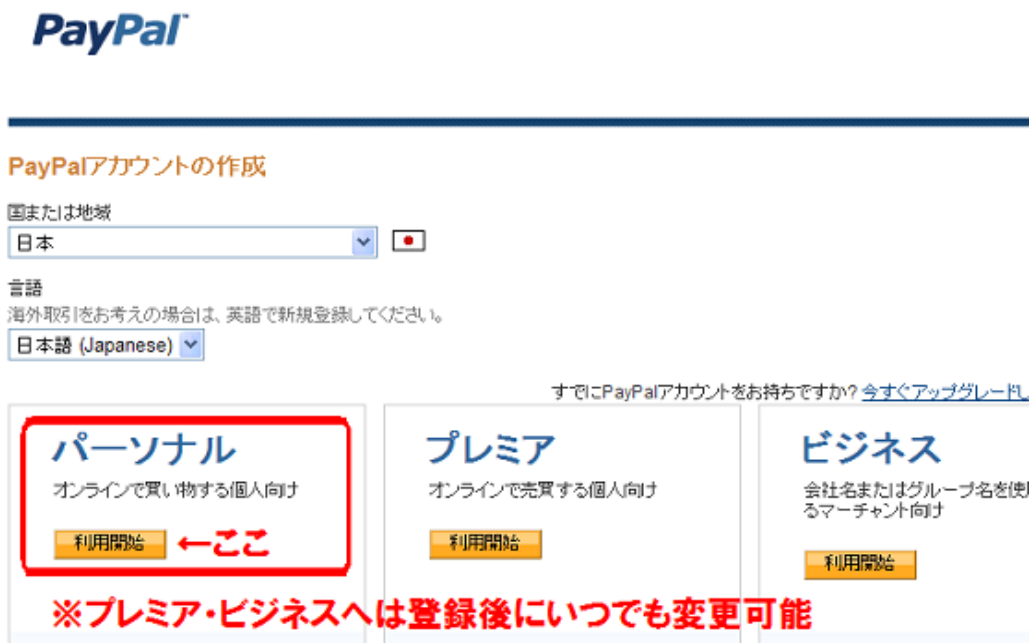 PayPal
PayPalアカウントの作成
国または地域
日本
言語
海外取引をお考えの場合は、英語で新規登録してください。
日本語 (Japanese)
すでにPayPalアカウントをお持ちですか? 今すぐアップグレードし
パーソナル
オンラインで買い物する個人向け
利用開始
←ここ
プレミア
オンラインで売買する個人向け
利用開始
ビジネス
会社名またはグループ名を使用
るマーチャント向け
利用開始
※プレミア・ビジネスへは登録後にいつでも変更可能